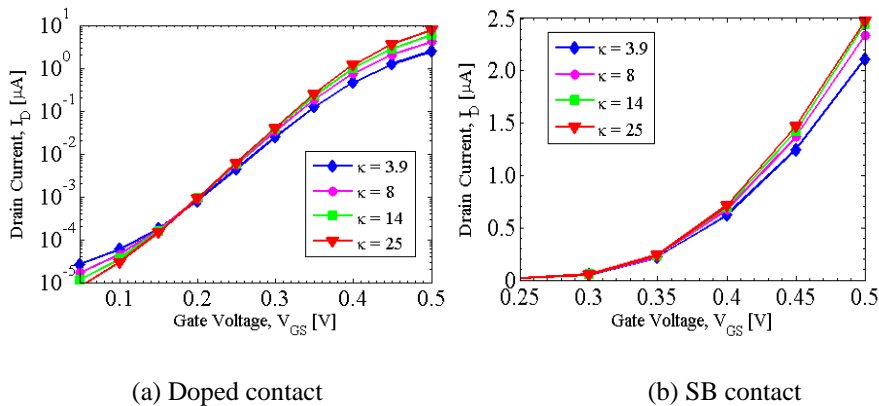 Drain Current, I_D [μA]
10^1
10^0
10^-1
10^-2
10^-3
10^-4
10^-5
κ = 3.9
κ = 8
κ = 14
κ = 25
0.1 0.2 0.3 0.4 0.5
Gate Voltage, V_GS [V]
(a) Doped contact
Drain Current, I_D [μA]
2.5
2.0
1.5
1.0
0.5
0
κ = 3.9
κ = 8
κ = 14
κ = 25
0.25 0.3 0.35 0.4 0.45 0.5
Gate Voltage, V_GS [V]
(b) SB contact